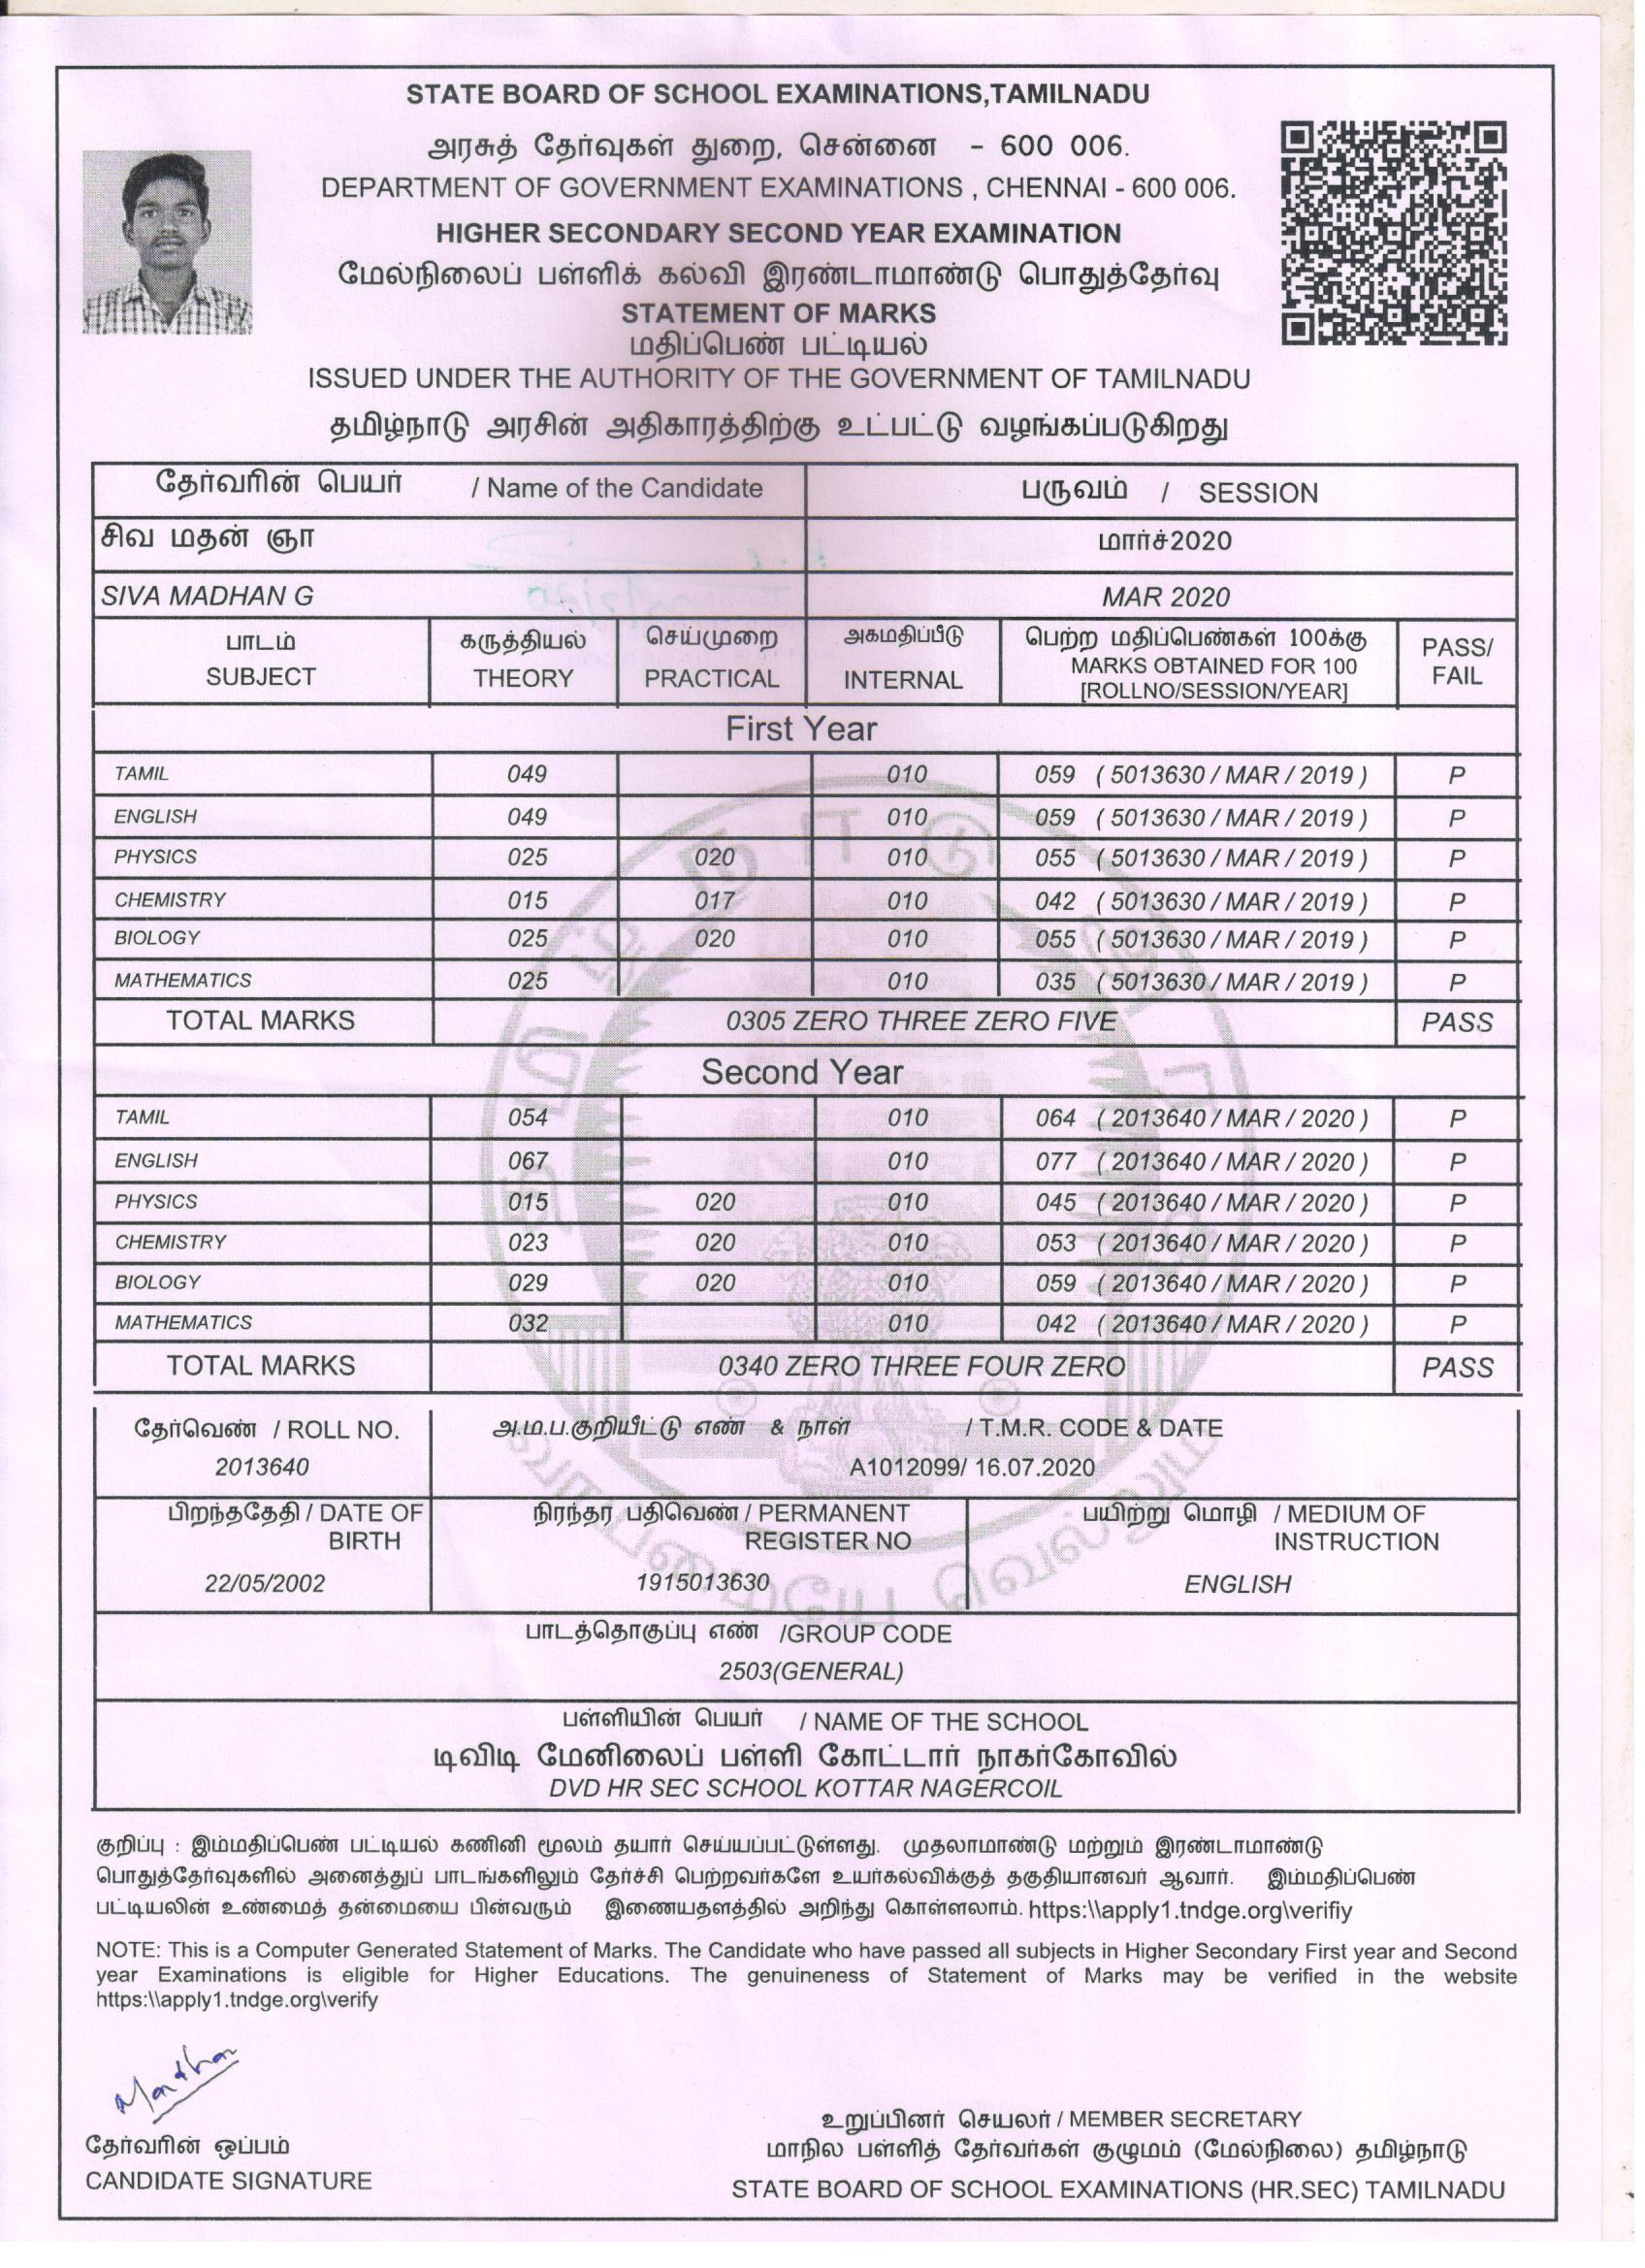 STATE BOARD OF SCHOOL EXAMINATIONS,TAMILNADU
அரசுத் தேர்வுகள் துறை, சென்னை - 600 006.
DEPARTMENT OF GOVERNMENT EXAMINATIONS , CHENNAI - 600 006.
HIGHER SECONDARY SECOND YEAR EXAMINATION
மேல்நிலைப் பள்ளிக் கல்வி இரண்டாமாண்டு பொதுத்தேர்வு
STATEMENT OF MARKS
மதிப்பெண் பட்டியல்
ISSUED UNDER THE AUTHORITY OF THE GOVERNMENT OF TAMILNADU
தமிழ்நாடு அரசின் அதிகாரத்திற்கு உட்பட்டு வழங்கப்படுகிறது
தேர்வரின் பெயர் / Name of the Candidate பருவம் / SESSION
சிவ மதன் ஞா மார்ச்2020
SIVA MADHAN G MAR 2020
பாடம் கருத்தியல் செய்முறை அகமதிப்பீடு பெற்ற மதிப்பெண்கள் 100க்கு PASS/
SUBJECT THEORY PRACTICAL INTERNAL MARKS OBTAINED FOR 100 FAIL
[ROLLNO/SESSION/YEAR]
First Year
TAMIL 049 010 059 ( 5013630 / MAR / 2019 ) P
ENGLISH 049 010 059 ( 5013630 / MAR / 2019 ) P
PHYSICS 025 020 010 055 ( 5013630 / MAR / 2019 ) P
CHEMISTRY 015 017 010 042 ( 5013630 / MAR / 2019 ) P
BIOLOGY 025 020 010 055 ( 5013630 / MAR / 2019 ) P
MATHEMATICS 025 010 035 ( 5013630 / MAR / 2019 ) P
TOTAL MARKS 0305 ZERO THREE ZERO FIVE PASS
Second Year
TAMIL 054 010 064 ( 2013640 / MAR / 2020 ) P
ENGLISH 067 010 077 ( 2013640 / MAR / 2020 ) P
PHYSICS 015 020 010 045 ( 2013640 / MAR / 2020 ) P
CHEMISTRY 023 020 010 053 ( 2013640 / MAR / 2020 ) P
BIOLOGY 029 020 010 059 ( 2013640 / MAR / 2020 ) P
MATHEMATICS 032 010 042 ( 2013640 / MAR / 2020 ) P
TOTAL MARKS 0340 ZERO THREE FOUR ZERO PASS
தேர்வெண் / ROLL NO. அ.ம.ப.குறியீட்டு எண் & நாள் / T.M.R. CODE & DATE
2013640 A1012099/ 16.07.2020
பிறந்ததேதி / DATE OF நிரந்தர பதிவெண் / PERMANENT பயிற்று மொழி / MEDIUM OF
BIRTH REGISTER NO INSTRUCTION
22/05/2002 1915013630 ENGLISH
பாடத்தொகுப்பு எண் /GROUP CODE
2503(GENERAL)
பள்ளியின் பெயர் / NAME OF THE SCHOOL
டிவிடி மேனிலைப் பள்ளி கோட்டார் நாகர்கோவில்
DVD HR SEC SCHOOL KOTTAR NAGERCOIL
குறிப்பு : இம்மதிப்பெண் பட்டியல் கணினி மூலம் தயார் செய்யப்பட்டுள்ளது. முதலாமாண்டு மற்றும் இரண்டாமாண்டு
பொதுத்தேர்வுகளில் அனைத்துப் பாடங்களிலும் தேர்ச்சி பெற்றவர்களே உயர்கல்விக்குத் தகுதியானவர் ஆவார். இம்மதிப்பெண்
பட்டியலின் உண்மைத் தன்மையை பின்வரும் இணையதளத்தில் அறிந்து கொள்ளலாம். https:\\apply1.tndge.org\verifiy
NOTE: This is a Computer Generated Statement of Marks. The Candidate who have passed all subjects in Higher Secondary First year and Second
year Examinations is eligible for Higher Educations. The genuineness of Statement of Marks may be verified in the website
https:\\apply1.tndge.org\verify
Madhan
உறுப்பினர் செயலர் / MEMBER SECRETARY
தேர்வரின் ஒப்பம் மாநில பள்ளித் தேர்வர்கள் குழுமம் (மேல்நிலை) தமிழ்நாடு
CANDIDATE SIGNATURE STATE BOARD OF SCHOOL EXAMINATIONS (HR.SEC) TAMILNADU